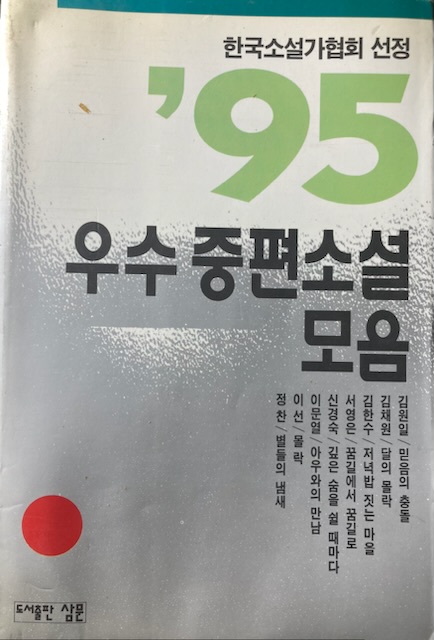 한국소설가협회 선정
'95
우수 중편소설
모음
김원일/믿음의 충돌
김채원/달의 몰락
김한수/저녁밥 짓는 마을
서영은/꿈길에서 꿈길로
신경숙/깊은 숨을 쉴 때마다
이문열/아우와의 만남
이 선/몰락
정 찬/별들의 냄새
도서출판 삼문